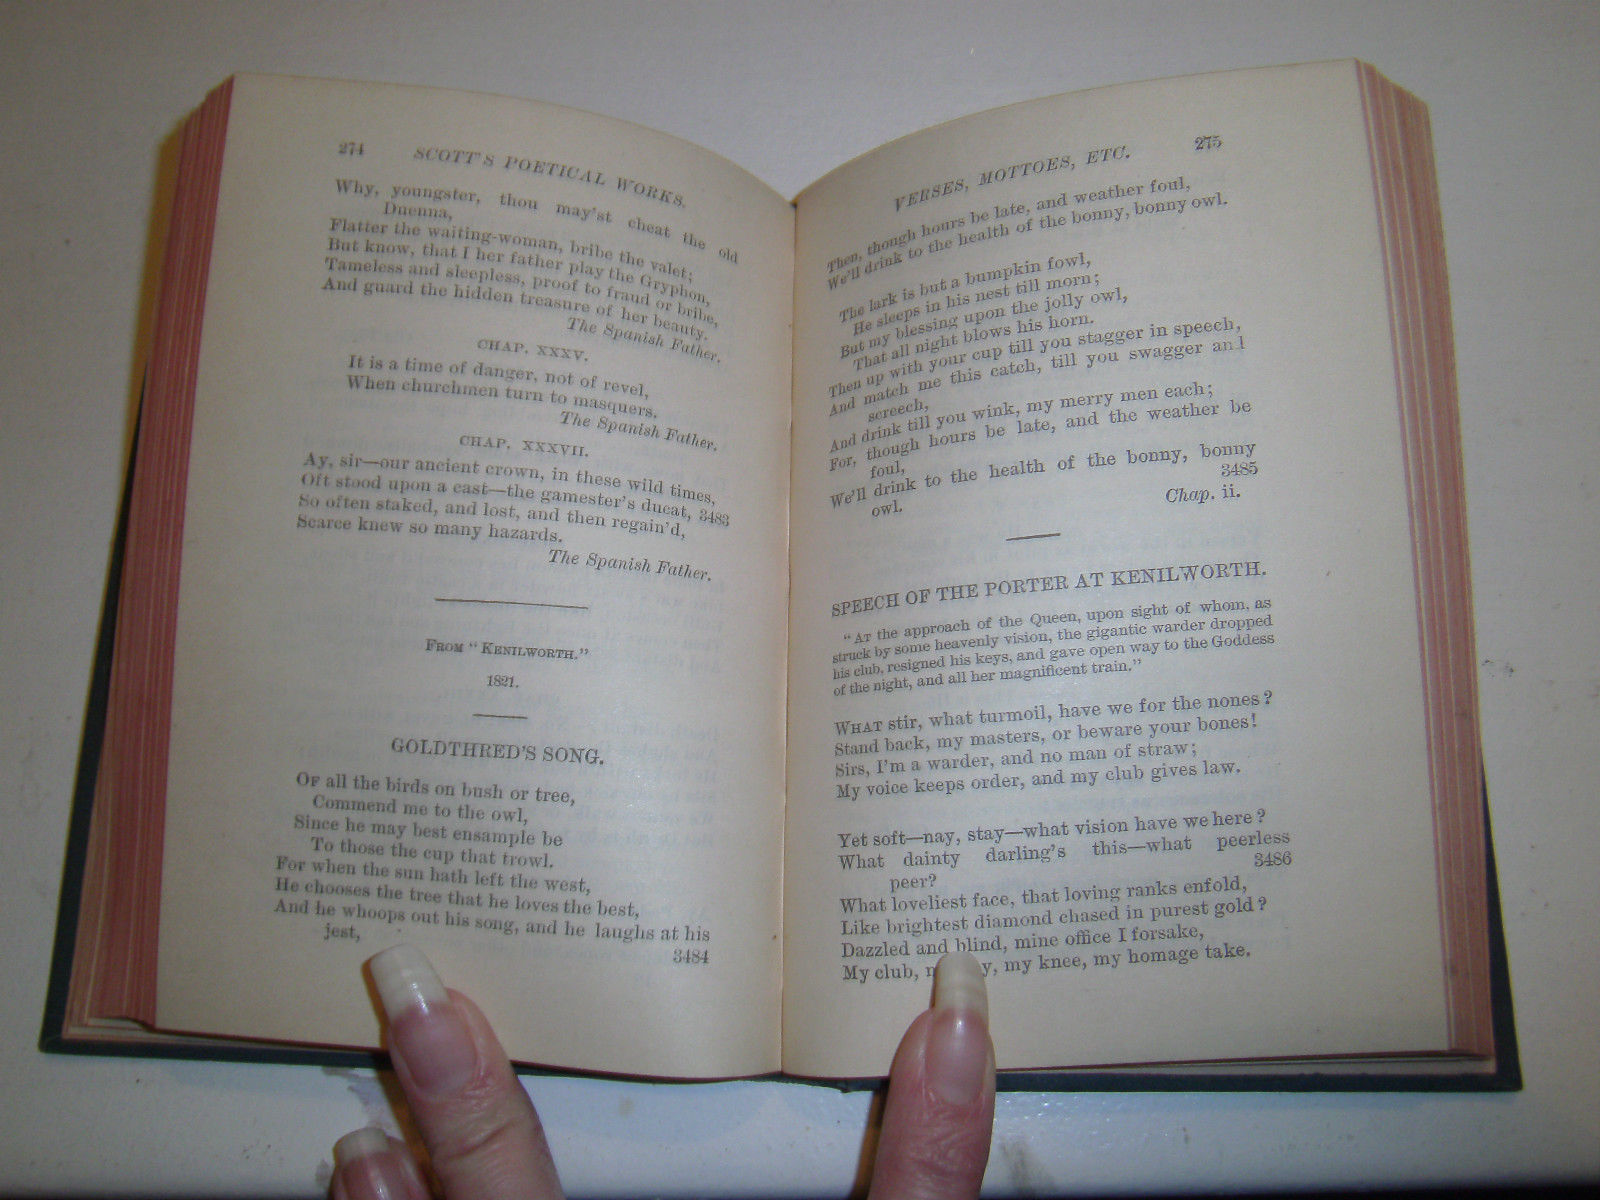 274 SCOTT'S POETICAL WORKS.
Why, youngster, thou may'st cheat the old
Duenna,
Flatter the waiting-woman, bribe the valet;
But know, that I her father play the Gryphon,
Tameless and sleepless, proof to fraud or bribe,
And guard the hidden treasure of her beauty.
The Spanish Father.
CHAP. XXXV.
It is a time of danger, not of revel,
When churchmen turn to masquers.
The Spanish Father.
CHAP. XXXVII.
Ay, sir—our ancient crown, in these wild times,
Oft stood upon a cast—the gamester's ducat, 3483
So often staked, and lost, and then regain'd,
Scarce knew so many hazards.
The Spanish Father.
FROM "KENILWORTH."
1821.
GOLDTHRED'S SONG.
OF all the birds on bush or tree,
Commend me to the owl,
Since he may best ensample be
To those the cup that trowl.
For when the sun hath left the west,
He chooses the tree that he loves the best,
And he whoops out his song, and he laughs at his
jest,
3484
VERSES, MOTTOES, ETC. 275
Then, though hours be late, and weather foul,
We'll drink to the health of the bonny, bonny owl.
The lark is but a bumpkin fowl,
He sleeps in his nest till morn;
But my blessing upon the jolly owl,
That all night blows his horn.
Then up with your cup till you stagger in speech,
And match me this catch, till you swagger and
screech,
And drink till you wink, my merry men each;
For, though hours be late, and the weather be
foul,
We'll drink to the health of the bonny, bonny
owl. 3485
Chap. ii.
SPEECH OF THE PORTER AT KENILWORTH.
"AT the approach of the Queen, upon sight of whom, as
struck by some heavenly vision, the gigantic warder dropped
his club, resigned his keys, and gave open way to the Goddess
of the night, and all her magnificent train."
WHAT stir, what turmoil, have we for the nones?
Stand back, my masters, or beware your bones!
Sirs, I'm a warder, and no man of straw;
My voice keeps order, and my club gives law.
Yet soft—nay, stay—what vision have we here?
What dainty darling's this—what peerless
peer? 3486
What loveliest face, that loving ranks enfold,
Like brightest diamond chased in purest gold?
Dazzled and blind, mine office I forsake,
My club, my knee, my homage take.